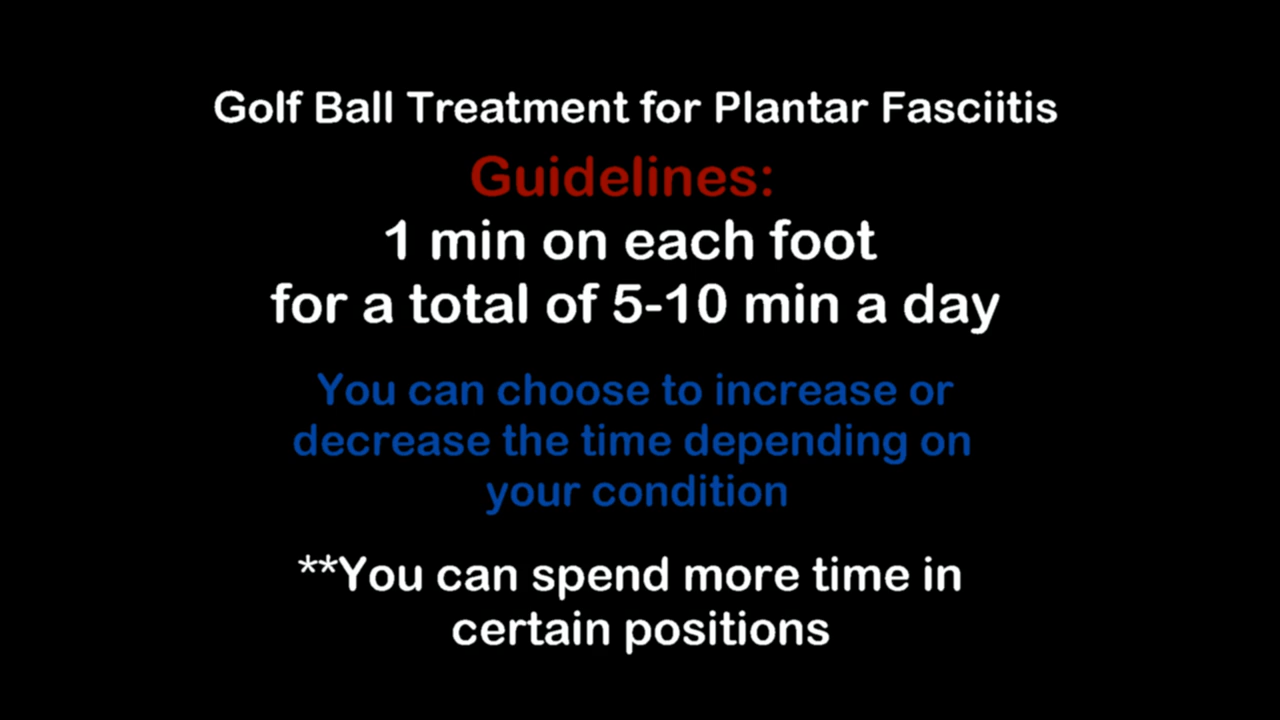 Golf Ball Treatment for Plantar Fasciitis
Guidelines:
1 min on each foot
for a total of 5-10 min a day
You can choose to increase or
decrease the time depending on
your condition
**You can spend more time in
certain positions